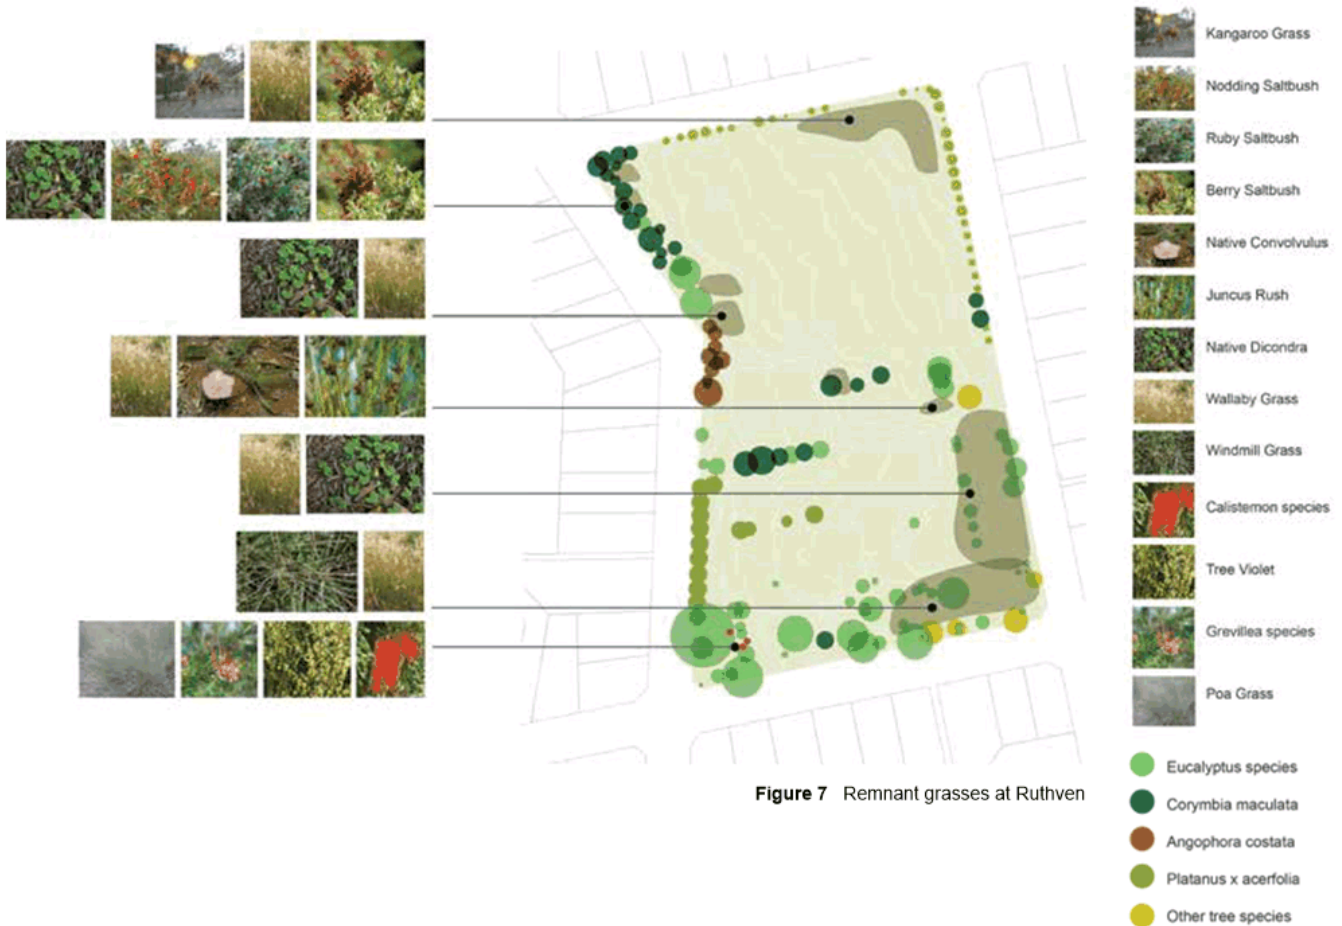 Kangaroo Grass
Nodding Saltbush
Ruby Saltbush
Berry Saltbush
Native Convolvulus
Juncus Rush
Native Dicondra
Wallaby Grass
Windmill Grass
Calistemon species
Tree Violet
Grevillea species
Poa Grass
Eucalyptus species
Corymbia maculata
Angophora costata
Platanus x acerfolia
Other tree species
Figure 7 Remnant grasses at Ruthven